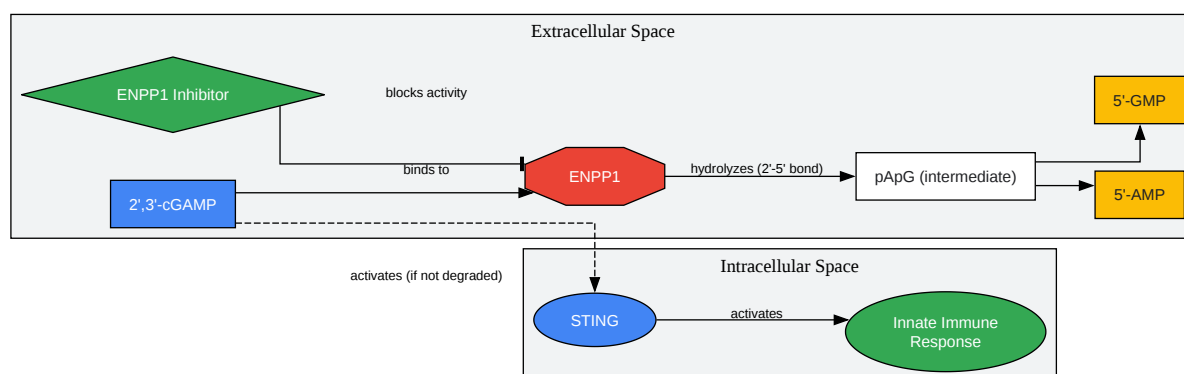 Extracellular Space
ENPP1 Inhibitor
blocks activity
5'-GMP
binds to
ENPP1
hydrolyzes (2'-5' bond)
pApG (intermediate)
5'-AMP
2',3'-cGAMP
activates (if not degraded)
Intracellular Space
STING
activates
Innate Immune
Response